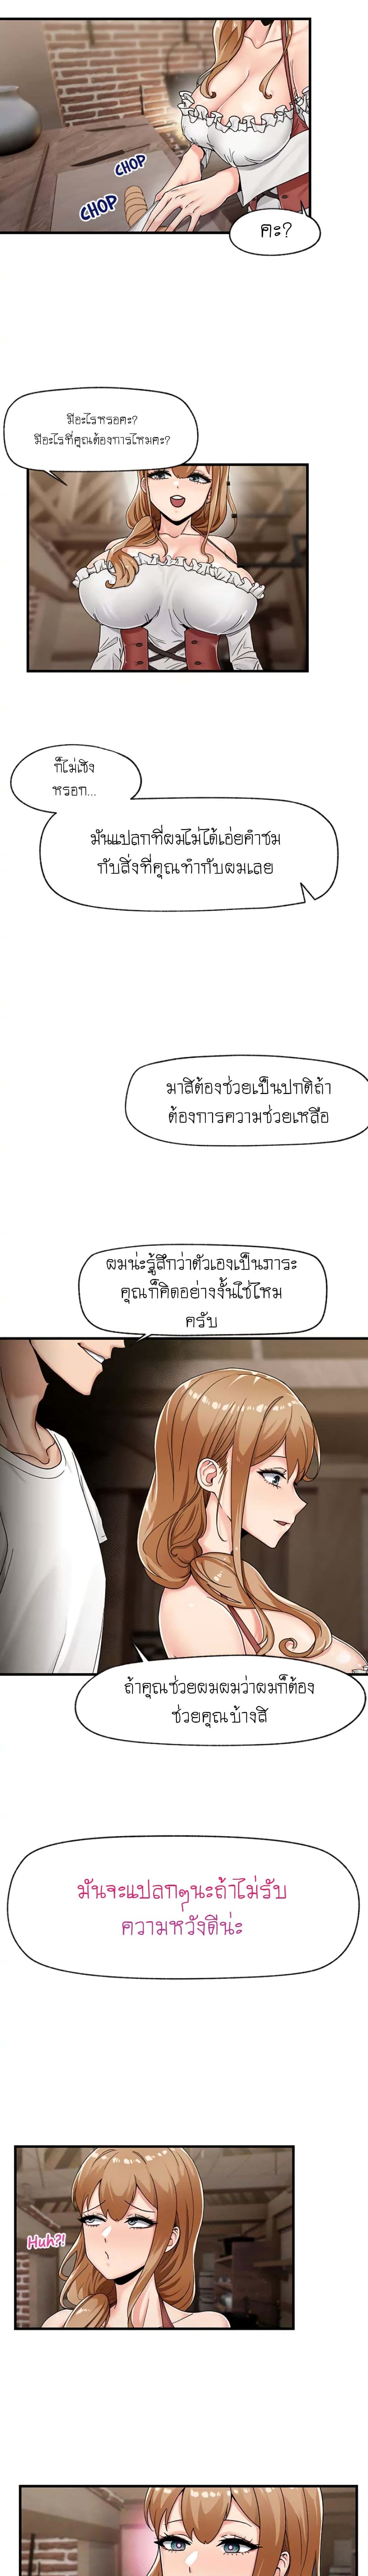 CHOP
CHOP
คะ?
มีอะไรหรอคะ?
มีอะไรที่คุณต้องการไหมคะ?
ก็ไม่เชิง
หรอก...
มันแปลกที่ผมไม่ได้เอ่ยคำชม
กับสิ่งที่คุณทำกับผมเลย
มาสิต้องช่วยเป็นปกติถ้า
ต้องการความช่วยเหลือ
ผมน่ะรู้สึกว่าตัวเองเป็นภาระ
คุณก็คิดอย่างงั้นใช่ไหม
ครับ
ถ้าคุณช่วยผมผมว่าผมก็ต้อง
ช่วยคุณบ้างสิ
มันจะแปลกๆนะถ้าไม่รับ
ความหวังดีน่ะ
Huh?!